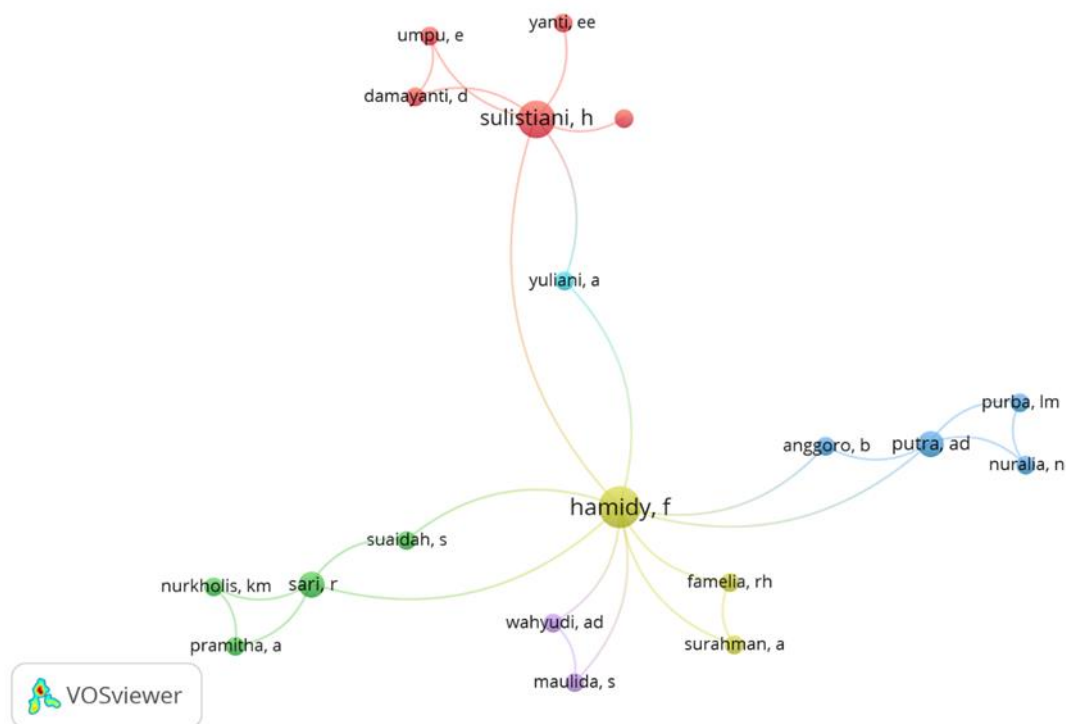 yanti, ee
umpu, e
damayanti, d
sulistiani, h
yuliani, a
purba, lm
anggoro, b
putra, ad
nuralia, n
hamidy, f
suaidah, s
nurkholis, km
sari, r
famelia, rh
wahyudi, ad
pramitha, a
surahman, a
maulida, s
VOSviewer